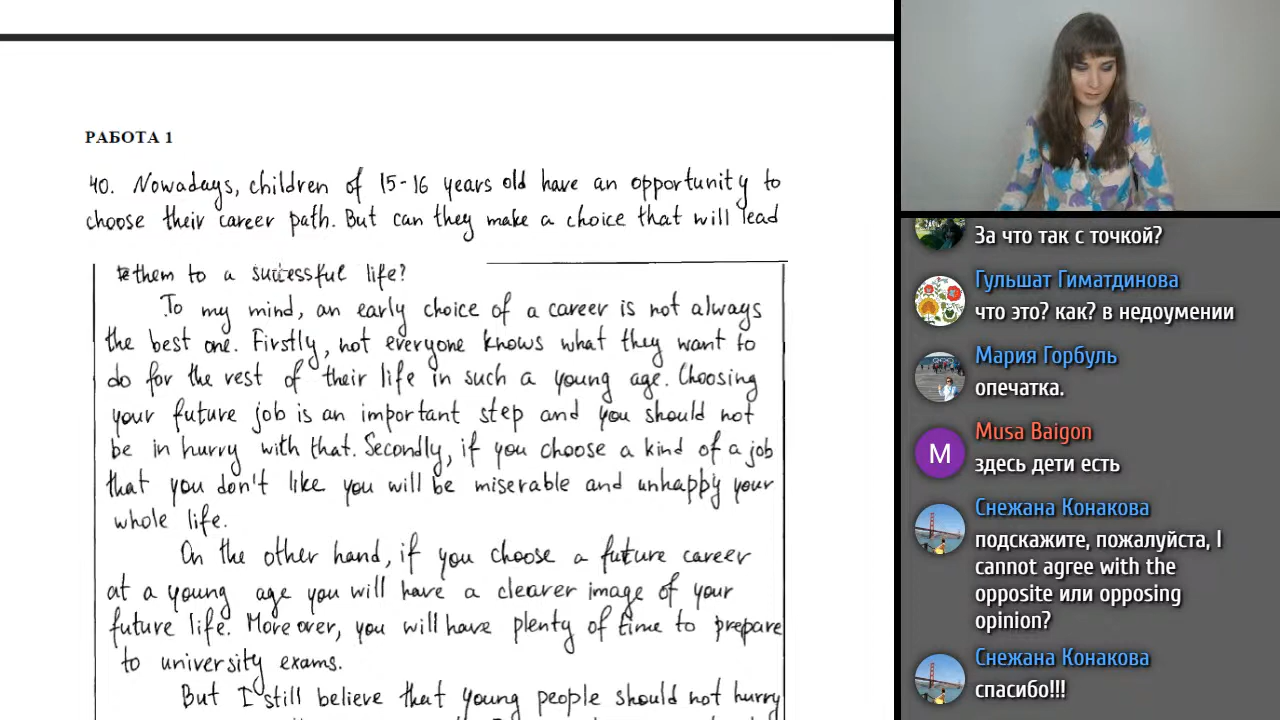 РАБОТА 1
40. Nowadays, children of 15-16 years old have an opportunity to
choose their career path. But can they make a choice that will lead
them to a successful life?
To my mind, an early choice of a career is not always
the best one. Firstly, not everyone knows what they want to
do for the rest of their life in such a young age. Choosing
your future job is an important step and you should not
be in hurry with that. Secondly, if you choose a kind of a job
that you don't like you will be miserable and unhappy your
whole life.
On the other hand, if you choose a future career
at a young age you will have a clearer image of your
future life. Moreover, you will have plenty of time to prepare
to university exams.
But I still believe that young people should not hurry
За что так с точкой?
Гульшат Гиматдинова
что это? как? в недоумении
Мария Горбуль
опечатка.
M
Musa Baigon
здесь дети есть
Снежана Конакова
подскажите, пожалуйста, I
cannot agree with the
opposite или opposing
opinion?
Снежана Конакова
спасибо!!!